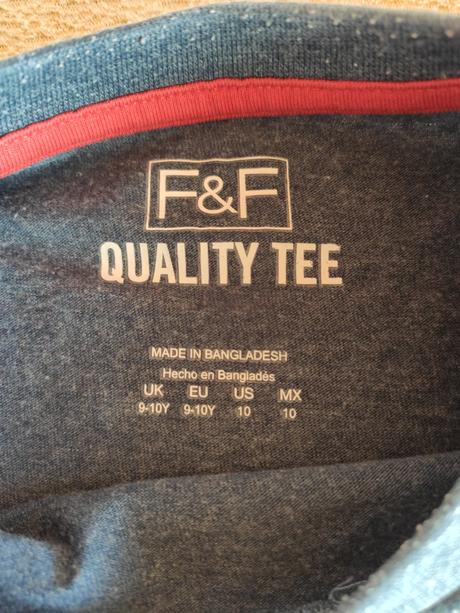 F&F
QUALITY TEE
MADE IN BANGLADESH
Hecho en Bangladés
UK EU US MX
9-10Y 9-10Y 10 10